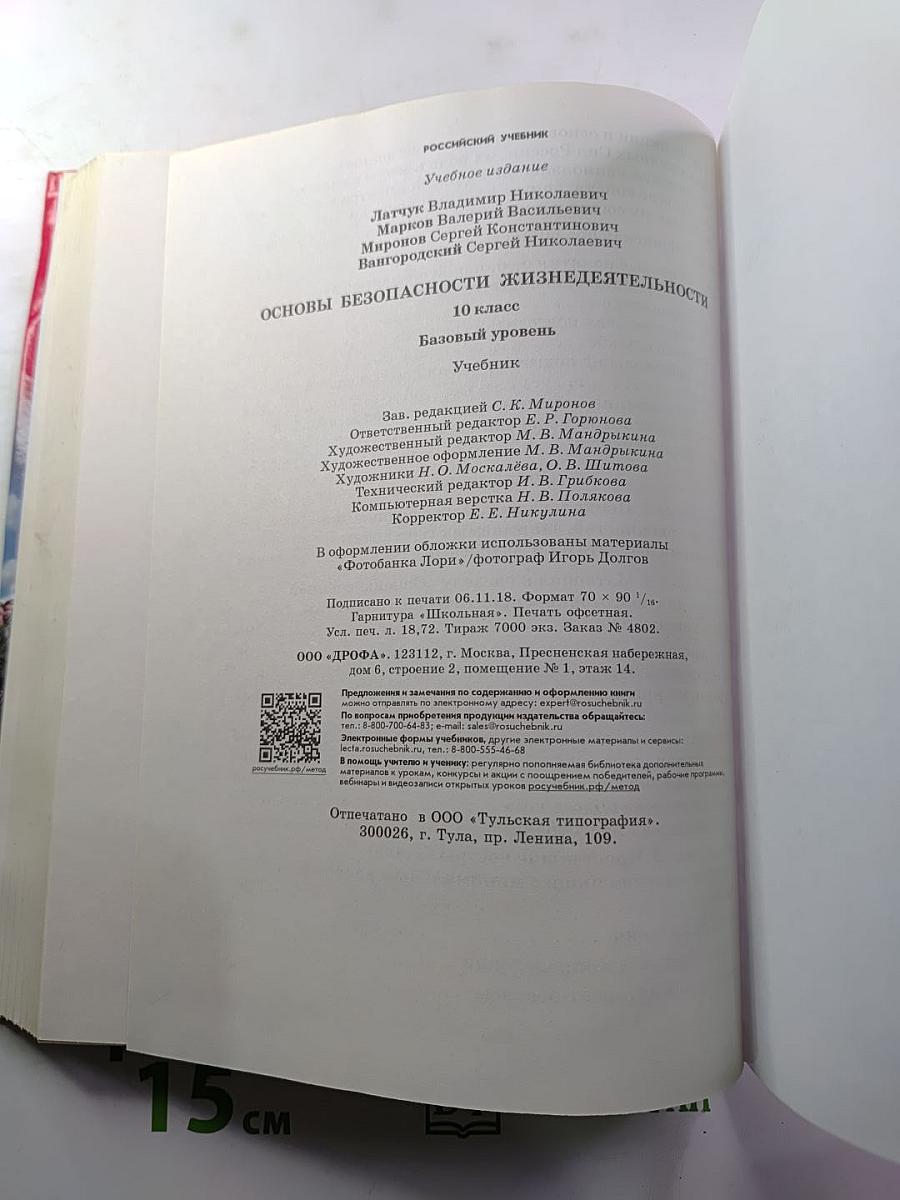 РОССИЙСКИЙ УЧЕБНИК
Учебное издание
Латчук Владимир Николаевич
Марков Валерий Васильевич
Миронов Сергей Константинович
Вангородский Сергей Николаевич
ОСНОВЫ БЕЗОПАСНОСТИ ЖИЗНЕДЕЯТЕЛЬНОСТИ
10 класс
Базовый уровень
Учебник
Зав. редакцией С. К. Миронов
Ответственный редактор Е. Р. Горюнова
Художественный редактор М. В. Мандрыкина
Художественное оформление М. В. Мандрыкина
Художники Н. О. Москалёва, О. В. Шитова
Технический редактор И. В. Грибкова
Компьютерная верстка Н. В. Полякова
Корректор Е. Е. Никулина
В оформлении обложки использованы материалы
«Фотобанка Лори»/фотограф Игорь Долгов
Подписано к печати 06.11.18. Формат 70 × 90 1/16.
Гарнитура «Школьная». Печать офсетная.
Усл. печ. л. 18,72. Тираж 7000 экз. Заказ № 4802.
ООО «ДРОФА». 123112, г. Москва, Пресненская набережная,
дом 6, строение 2, помещение № 1, этаж 14.
Предложения и замечания по содержанию и оформлению книги
можно отправлять по электронному адресу: expert@rosuchebnik.ru
По вопросам приобретения продукции издательства обращайтесь:
тел.: 8-800-700-64-83; e-mail: sales@rosuchebnik.ru
Электронные формы учебников, другие электронные материалы и сервисы:
lecta.rosuchebnik.ru, тел.: 8-800-555-46-68
В помощь учителю и ученику: регулярно пополняемая библиотека дополнительных
материалов к урокам, конкурсы и акции с поощрением победителей, рабочие программы,
вебинары и видеозаписи открытых уроков росучебник.рф/метод
росучебник.рф/метод
Отпечатано в ООО «Тульская типография».
300026, г. Тула, пр. Ленина, 109.
15 см